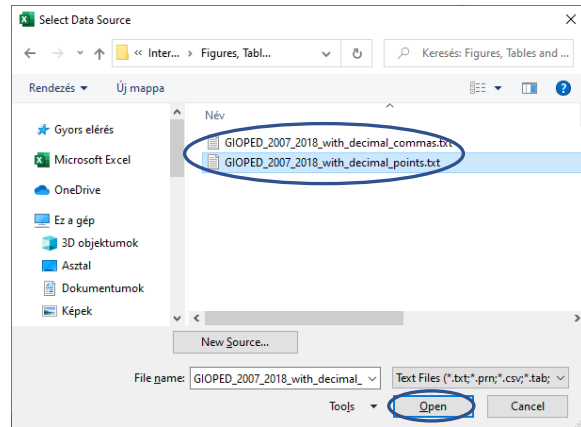 Select Data Source
« Inter... › Figures, Tabl...
Keresés: Figures, Tables and ...
Rendezés
Új mappa
Név
Gyors elérés
Microsoft Excel
OneDrive
Ez a gép
3D objektumok
Asztal
Dokumentumok
Képek
GIOPED_2007_2018_with_decimal_commas.txt
GIOPED_2007_2018_with_decimal_points.txt
New Source...
File name: GIOPED_2007_2018_with_decimal_
Text Files (*.txt;*.prn;*.csv;*.tab;
Tools
Open
Cancel